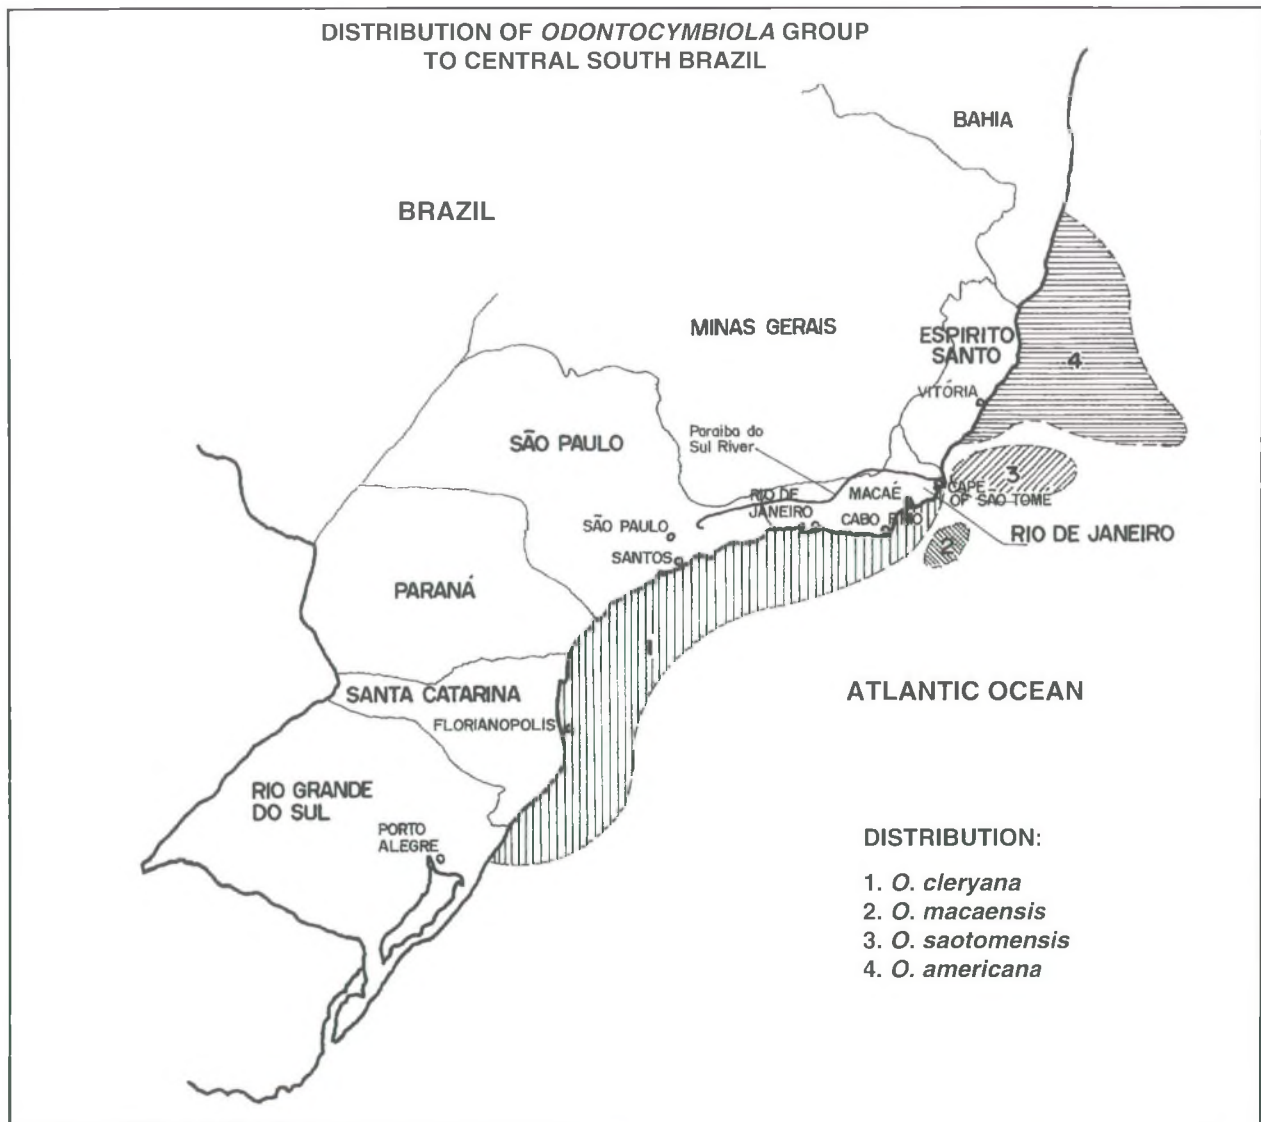 DISTRIBUTION OF ODONTOCYMBIOLA GROUP
TO CENTRAL SOUTH BRAZIL
BAHIA
BRAZIL
MINAS GERAIS
ESPIRITO
SANTO
4
VITÓRIA
Paraiba do
Sul River
SÃO PAULO
3
RIO DE
JANEIRO
MACAÉ
CAPE
OF SÃO TOMÉ
SÃO PAULO
CABO FRIO
RIO DE JANEIRO
2
SANTOS
PARANÁ
1
SANTA CATARINA
ATLANTIC OCEAN
FLORIANOPOLIS
RIO GRANDE
DO SUL
PORTO
ALEGRE
DISTRIBUTION:
1. O. cleryana
2. O. macaensis
3. O. saotomensis
4. O. americana